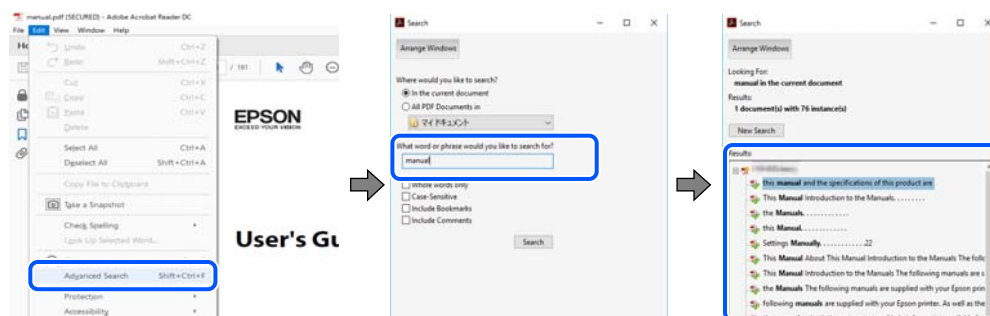 manual.pdf (SECURED) - Adobe Acrobat Reader DC
File Edit View Window Help
Undo Ctrl+Z
Redo Shift+Ctrl+Z
Cut Ctrl+X
Copy Ctrl+C
Paste Ctrl+V
Delete
Select All Ctrl+A
Deselect All Shift+Ctrl+A
Copy File to Clipboard
Take a Snapshot
Check Spelling
Look Up Selected Word...
Advanced Search Shift+Ctrl+F
Protection
Accessibility
/ 181
EPSON
EXCEED YOUR VISION
User's Gu
Search
Arrange Windows
Where would you like to search?
In the current document
All PDF Documents in
マイ ドキュメント
What word or phrase would you like to search for?
manual
Whole words only
Case-Sensitive
Include Bookmarks
Include Comments
Search
Search
Arrange Windows
Looking For:
manual in the current document
Results:
1 document(s) with 76 instance(s)
New Search
Results:
this manual and the specifications of this product are
This Manual Introduction to the Manuals. . . . . . . . .
the Manuals. . . . . . . . . . . .
this Manual. . . . . . . . . . . .
Settings Manually. . . . . . . . . . . .22
This Manual About This Manual Introduction to the Manuals The follo
This Manual Introduction to the Manuals The following manuals are s
the Manuals The following manuals are supplied with your Epson prin
following manuals are supplied with your Epson printer. As well as the